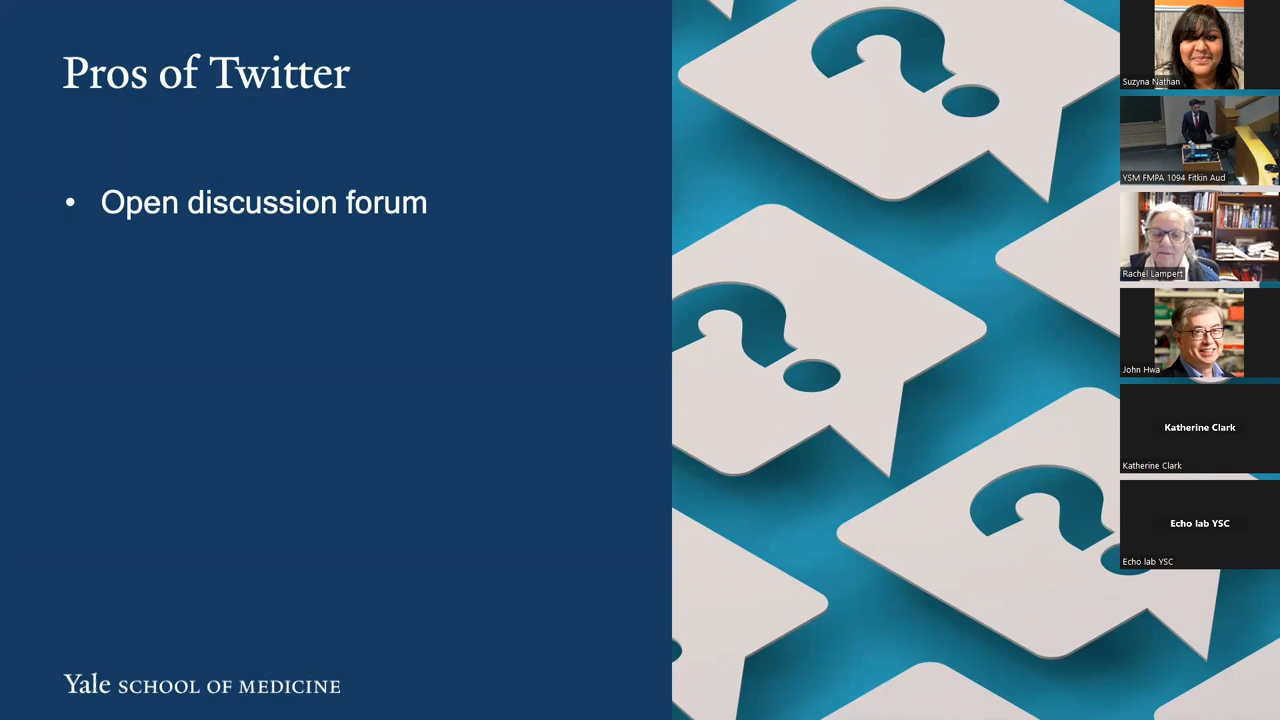 Pros of Twitter
• Open discussion forum
Yale SCHOOL OF MEDICINE
Suzyna Nathan
YSM FMPA 1094 Fitkin Aud
Rachel Lampert
John Hwa
Katherine Clark
Katherine Clark
Echo lab YSC
Echo lab YSC